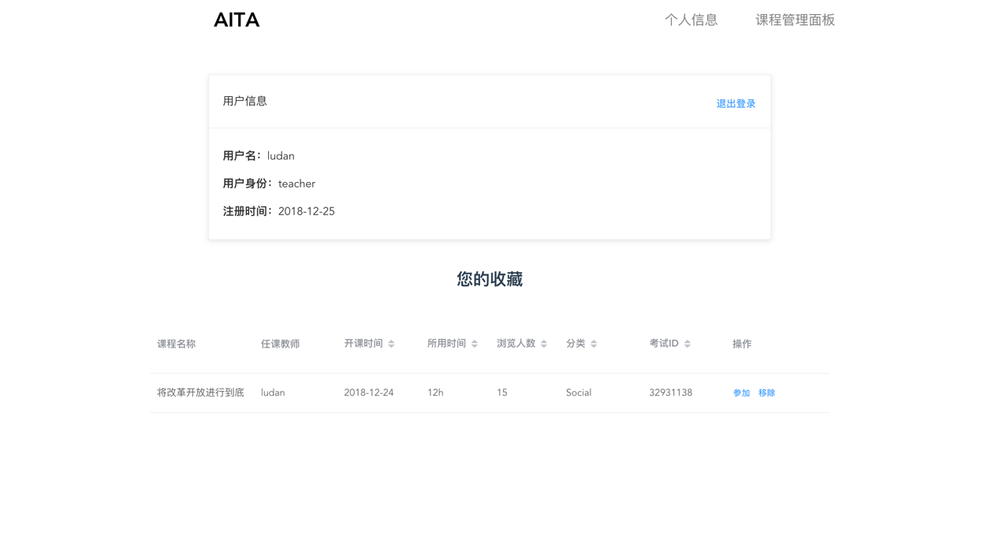 AITA 个人信息 课程管理面板
用户信息 退出登录
用户名：ludan
用户身份：teacher
注册时间：2018-12-25
您的收藏
课程名称 任课教师 开课时间 所用时间 浏览人数 分类 考试ID 操作
将改革开放进行到底 ludan 2018-12-24 12h 15 Social 32931138 参加 移除